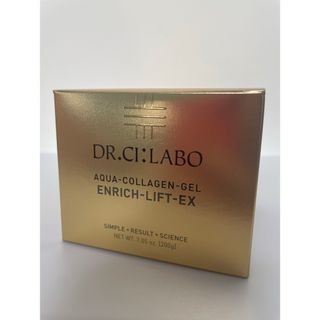 DR.CI:LABO
AQUA-COLLAGEN-GEL
ENRICH-LIFT-EX
SIMPLE • RESULT • SCIENCE
NET WT. 7.05 oz. [200g]